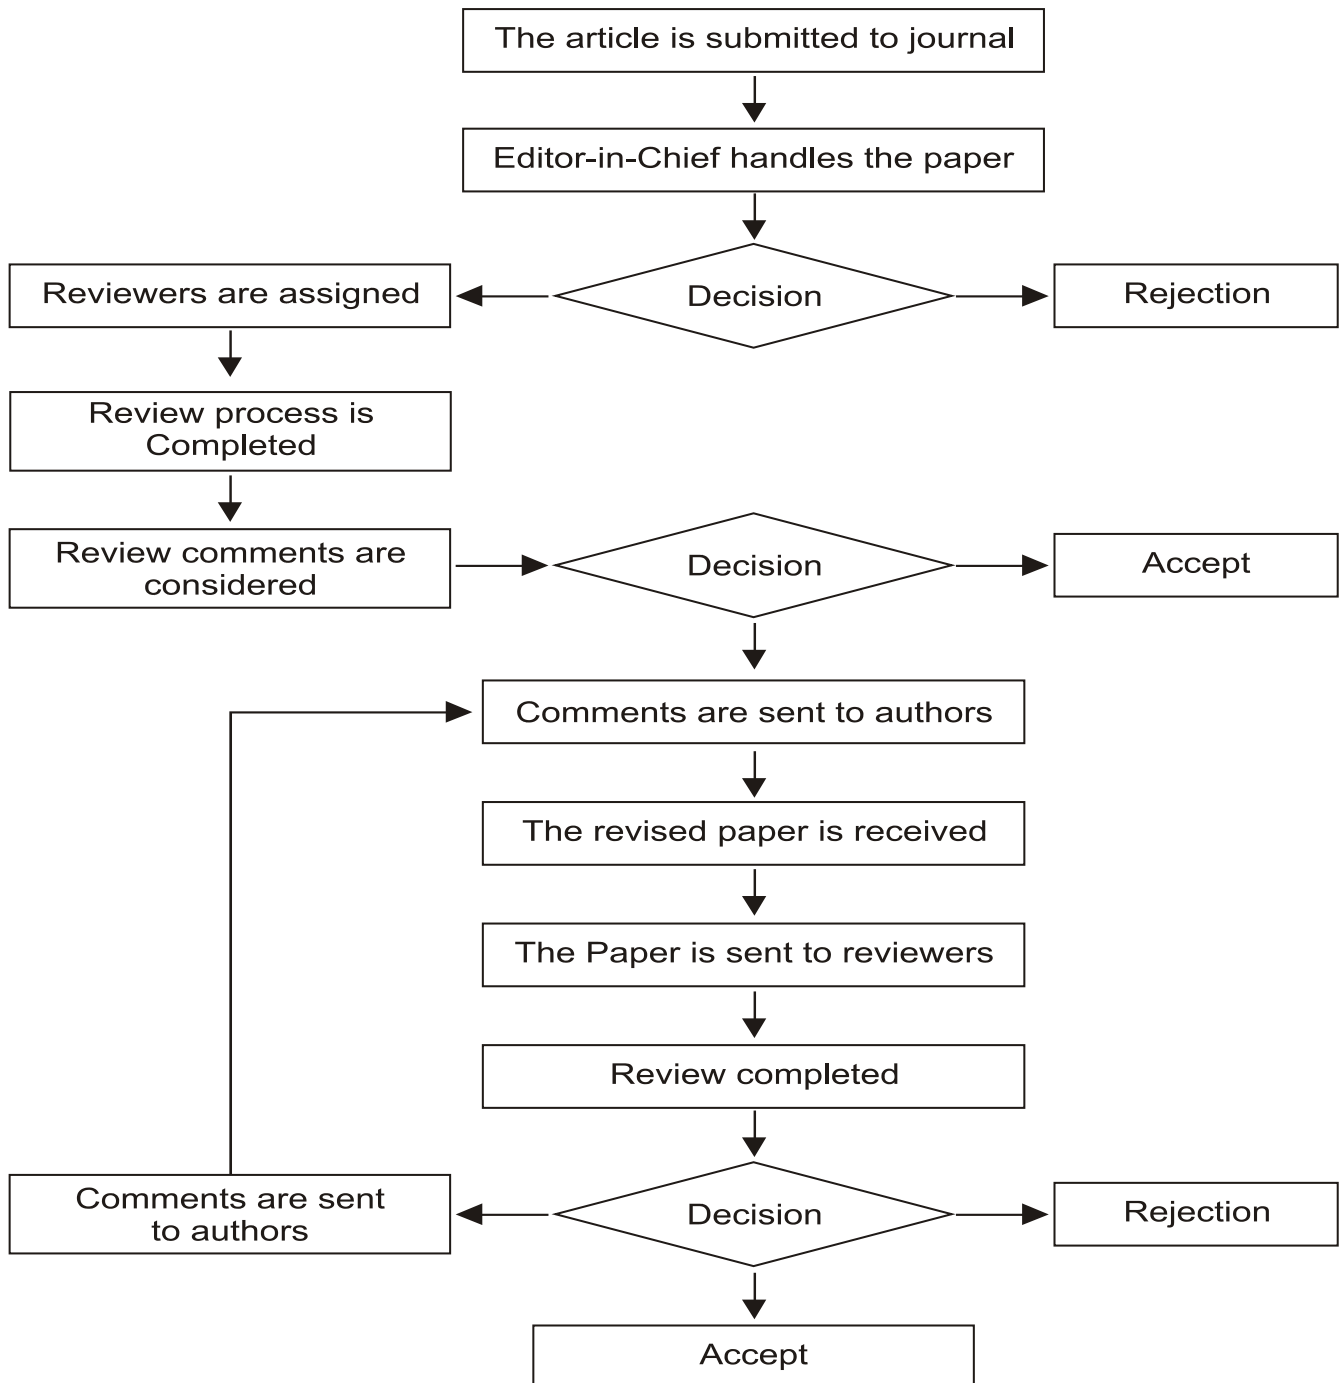 The article is submitted to journal
Editor-in-Chief handles the paper
Reviewers are assigned
Decision
Rejection
Review process is
Completed
Review comments are
considered
Decision
Accept
Comments are sent to authors
The revised paper is received
The Paper is sent to reviewers
Review completed
Comments are sent
to authors
Decision
Rejection
Accept